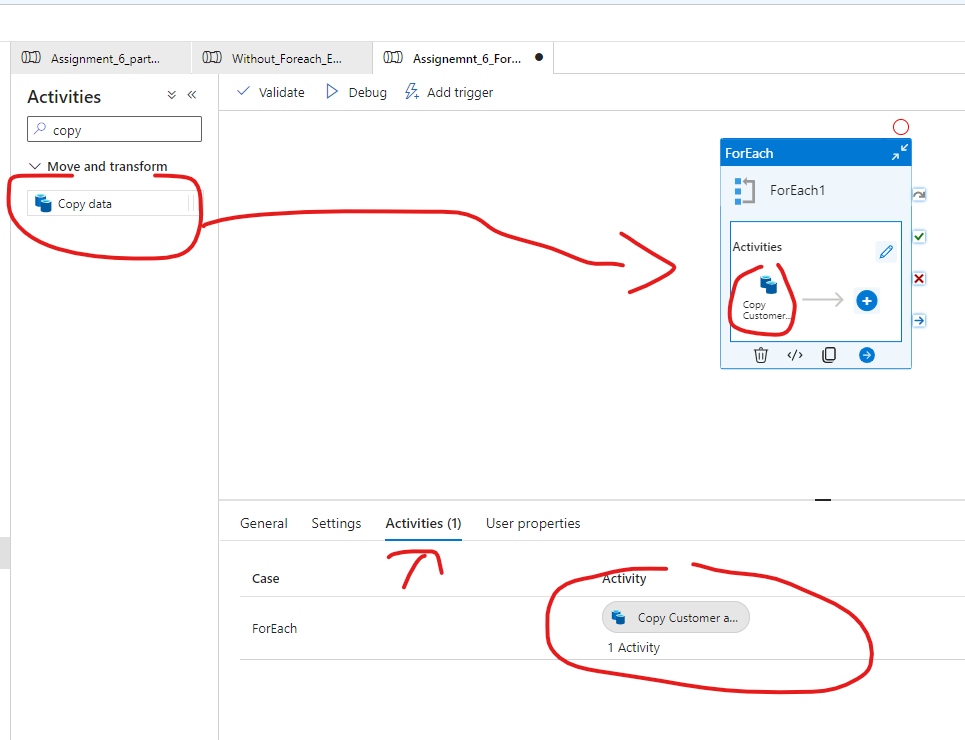 Assignment_6_part...
Without_Foreach_E...
Assignemnt_6_For...
Activities
Validate
Debug
Add trigger
copy
Move and transform
Copy data
ForEach
ForEach1
Activities
Copy
Customer...
General
Settings
Activities (1)
User properties
Case
Activity
ForEach
Copy Customer a...
1 Activity